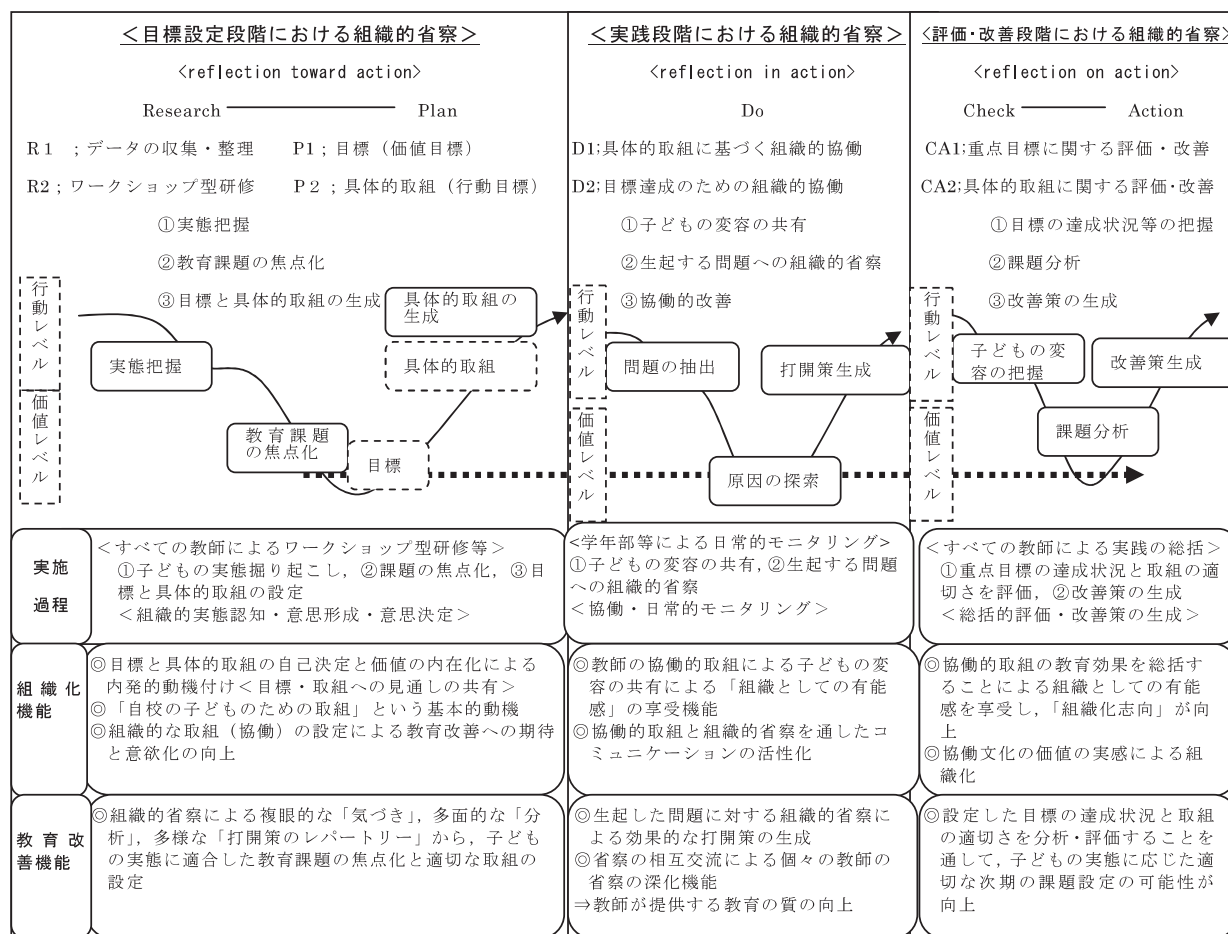 ＜目標設定段階における組織的省察＞
<reflection toward action>
Research Plan
R１ ；データの収集・整理 P1；目標（価値目標）
R2；ワークショップ型研修 P２；具体的取組（行動目標）
①実態把握
②教育課題の焦点化
③目標と具体的取組の生成
行動レベル
価値レベル
実態把握
教育課題
の焦点化
目標
具体的取組の
生成
具体的取組
＜実践段階における組織的省察＞
<reflection in action>
Do
D1;具体的取組に基づく組織的協働
D2;目標達成のための組織的協働
①子どもの変容の共有
②生起する問題への組織的省察
③協働的改善
行動レベル
価値レベル
問題の抽出
原因の探索
打開策生成
＜評価・改善段階における組織的省察＞
<reflection on action>
Check Action
CA1;重点目標に関する評価・改善
CA2;具体的取組に関する評価・改善
①目標の達成状況等の把握
②課題分析
③改善策の生成
行動レベル
価値レベル
子どもの変
容の把握
課題分析
改善策生成
実施
過程
＜すべての教師によるワークショップ型研修等＞
①子どもの実態掘り起こし，②課題の焦点化，③目
標と具体的取組の設定
＜組織的実態認知・意思形成・意思決定＞
<学年部等による日常的モニタリング>
①子どもの変容の共有，②生起する問題
への組織的省察
＜協働・日常的モニタリング＞
＜すべての教師による実践の総括＞
①重点目標の達成状況と取組の適
切さを評価，②改善策の生成
＜総括的評価・改善策の生成＞
組織化
機能
◎目標と具体的取組の自己決定と価値の内在化による
内発的動機付け＜目標・取組への見通しの共有＞
◎「自校の子どものための取組」という基本的動機
◎組織的な取組（協働）の設定による教育改善への期待
と意欲化の向上
◎教師の協働的取組による子どもの変
容の共有による「組織としての有能
感」の享受機能
◎協働的取組と組織的省察を通したコ
ミュニケーションの活性化
◎協働的取組の教育効果を総括す
ることによる組織としての有能
感を享受し，「組織化志向」が向
上
◎協働文化の価値の実感による組
織化
教育改
善機能
◎組織的省察による複眼的な「気づき」，多面的な「分
析」，多様な「打開策のレパートリー」から，子ども
の実態に適合した教育課題の焦点化と適切な取組の
設定
◎生起した問題に対する組織的省察に
よる効果的な打開策の生成
◎省察の相互交流による個々の教師の
省察の深化機能
⇒教師が提供する教育の質の向上
◎設定した目標の達成状況と取組
の適切さを分析・評価することを
通して，子どもの実態に応じた適
切な次期の課題設定の可能性が
向上